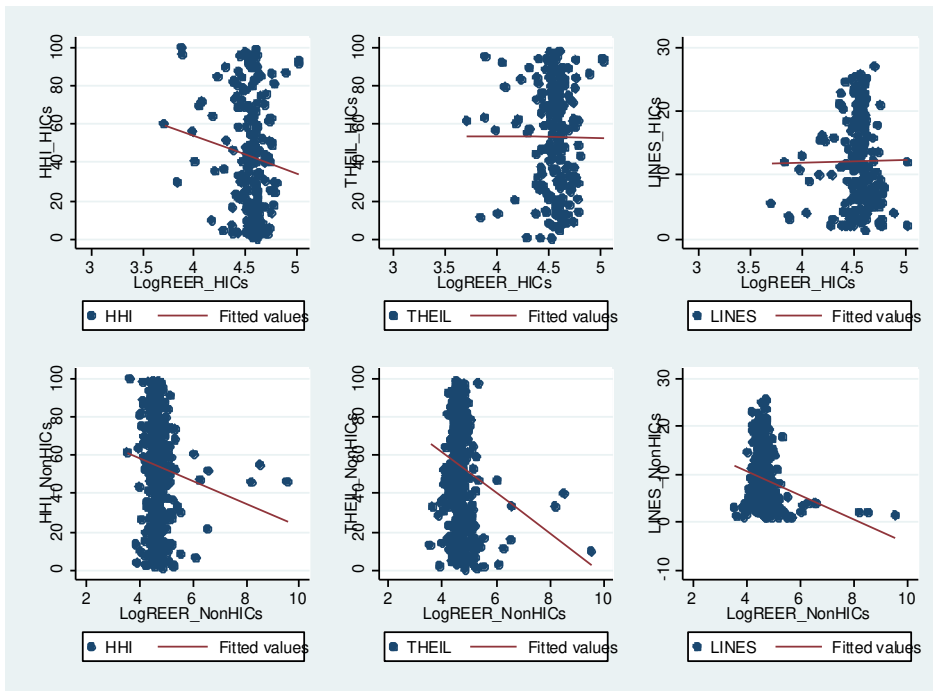 HHI_HICs
100
80
60
40
20
0
3
3.5
4
4.5
5
LogREER_HICs
HHI
Fitted values
THEIL_HICs
100
80
60
40
20
0
3
3.5
4
4.5
5
LogREER_HICs
THEIL
Fitted values
LINES_HICs
30
20
10
0
3
3.5
4
4.5
5
LogREER_HICs
LINES
Fitted values
HHI_NonHICs
100
80
60
40
20
0
2
4
6
8
10
LogREER_NonHICs
HHI
Fitted values
THEIL_NonHICs
100
80
60
40
20
0
2
4
6
8
10
LogREER_NonHICs
THEIL
Fitted values
LINES_NonHICs
30
20
10
0
-10
2
4
6
8
10
LogREER_NonHICs
LINES
Fitted values